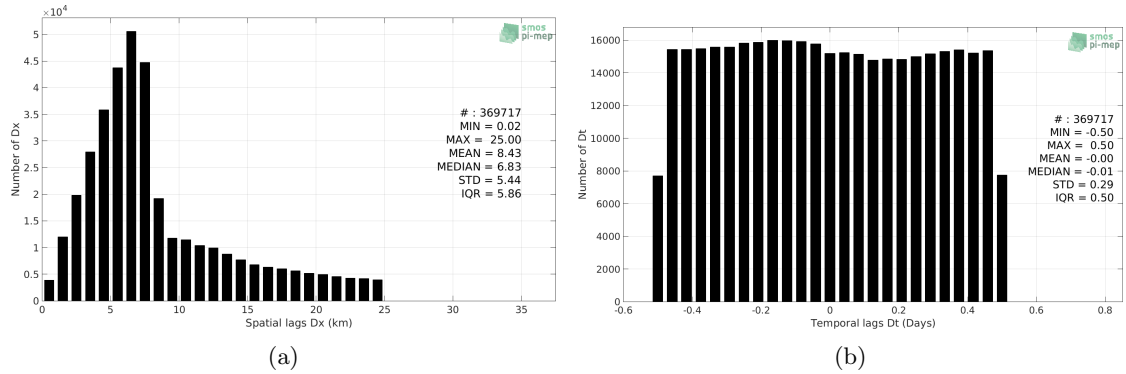 ×10⁴
5
4.5
4
3.5
3
2.5
2
1.5
1
0.5
0
Number of Dx
0 5 10 15 20 25 30 35
Spatial lags Dx (km)
smos
pi-mep
# : 369717
MIN = 0.02
MAX = 25.00
MEAN = 8.43
MEDIAN = 6.83
STD = 5.44
IQR = 5.86
(a)
16000
14000
12000
10000
8000
6000
4000
2000
0
Number of Dt
-0.6 -0.4 -0.2 0 0.2 0.4 0.6 0.8
Temporal lags Dt (Days)
smos
pi-mep
# : 369717
MIN = -0.50
MAX = 0.50
MEAN = -0.00
MEDIAN = -0.01
STD = 0.29
IQR = 0.50
(b)